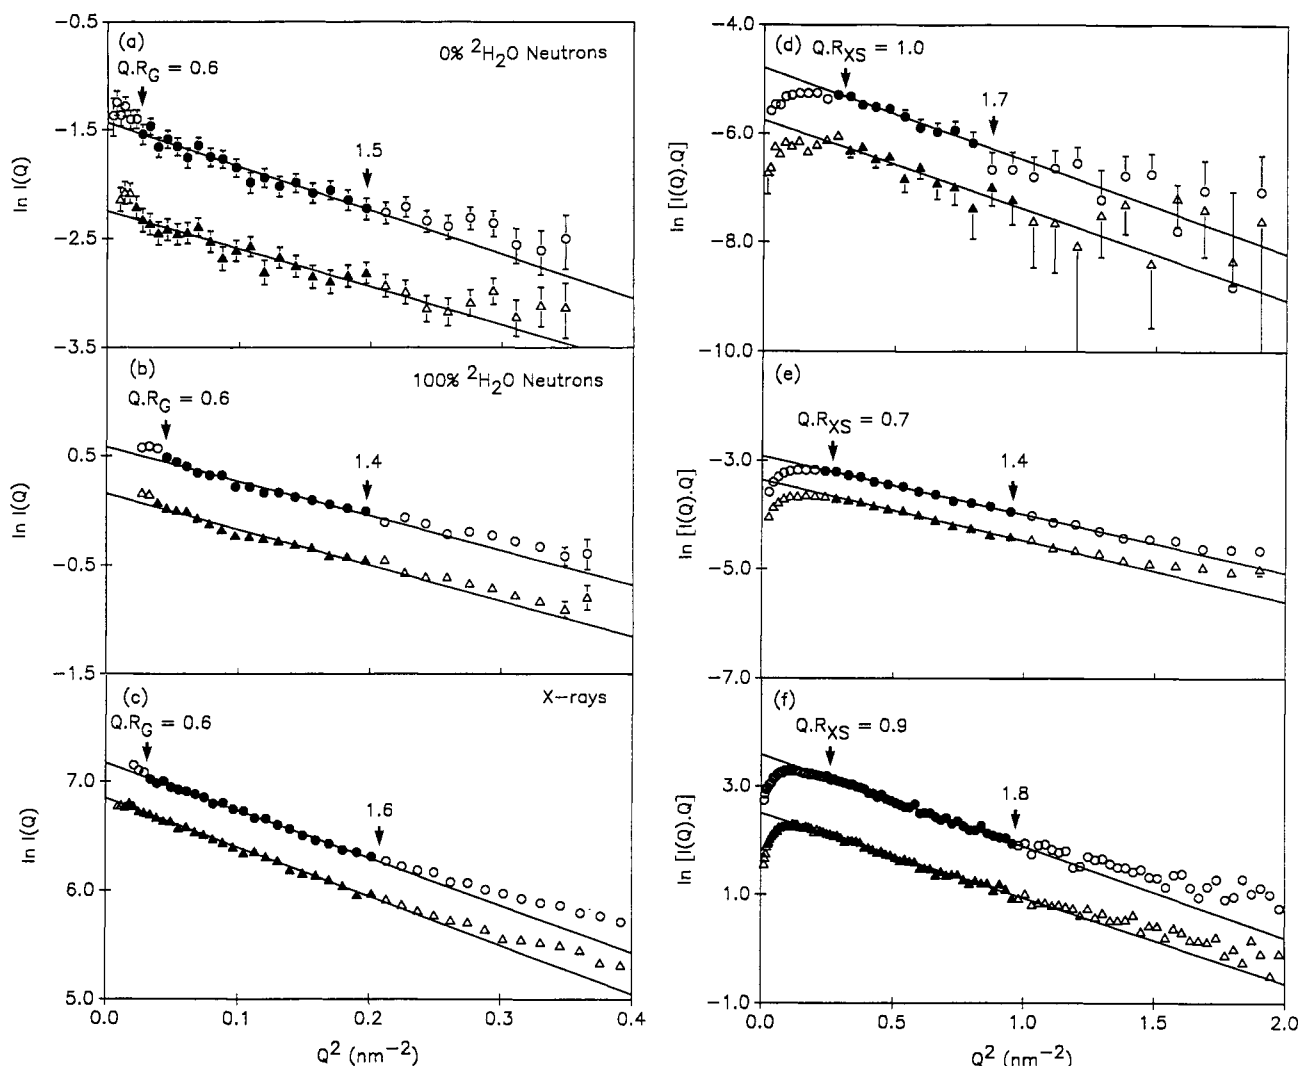 (a)
0% ²H₂O Neutrons
Q.R_G = 0.6
1.5
ln I(Q)
−0.5
−1.5
−2.5
−3.5
(b)
100% ²H₂O Neutrons
Q.R_G = 0.6
1.4
ln I(Q)
0.5
−0.5
−1.5
(c)
X−rays
Q.R_G = 0.6
1.6
ln I(Q)
7.0
6.0
5.0
0.0 0.1 0.2 0.3 0.4
Q² (nm⁻²)
(d)
Q.R_XS = 1.0
1.7
ln [I(Q).Q]
−4.0
−6.0
−8.0
−10.0
(e)
Q.R_XS = 0.7
1.4
ln [I(Q).Q]
−3.0
−5.0
−7.0
(f)
Q.R_XS = 0.9
1.8
ln [I(Q).Q]
3.0
1.0
−1.0
0.0 0.5 1.0 1.5 2.0
Q² (nm⁻²)